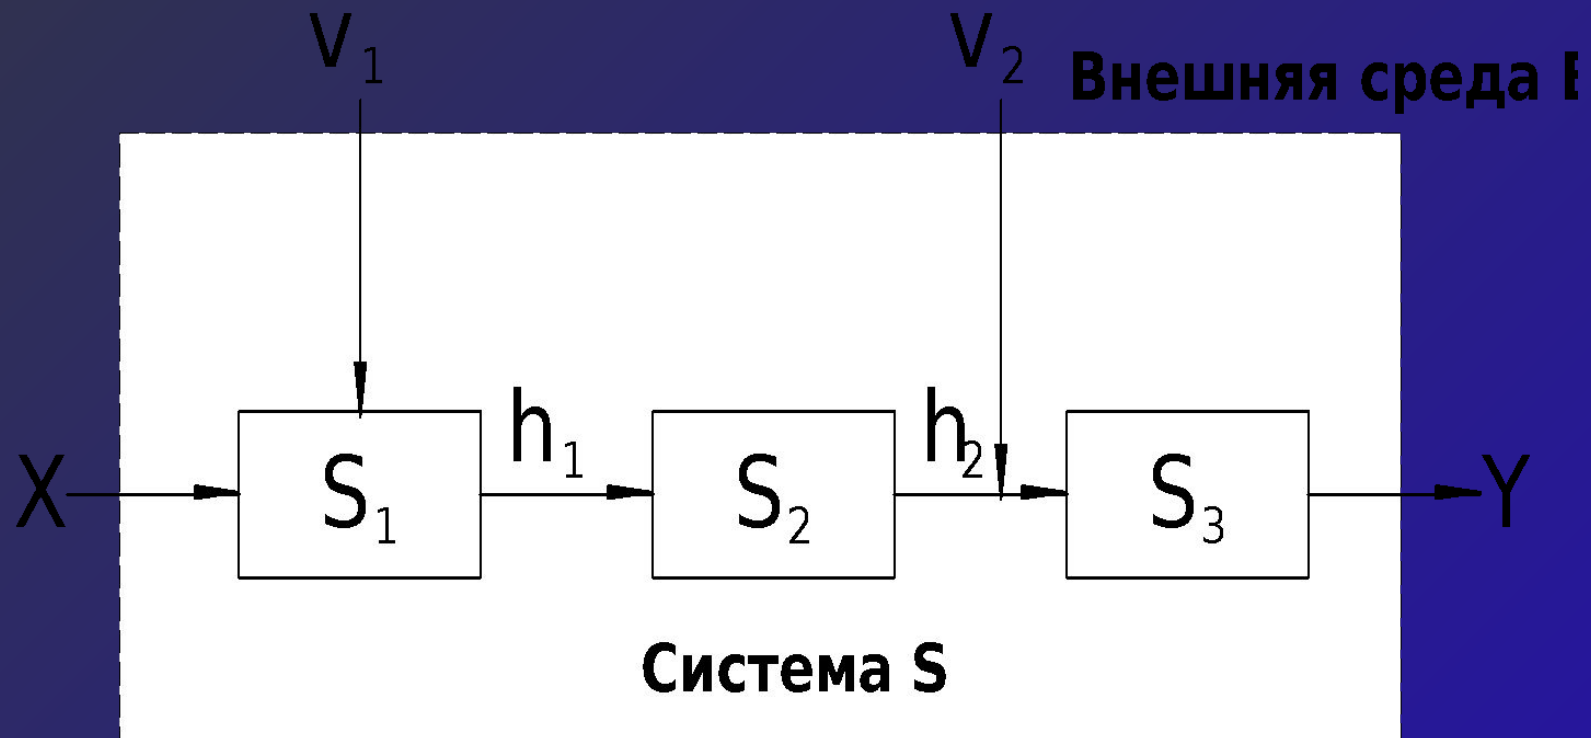 V1 V2
Внешняя среда
h1 h2
X S1 S2 S3 Y
Система S